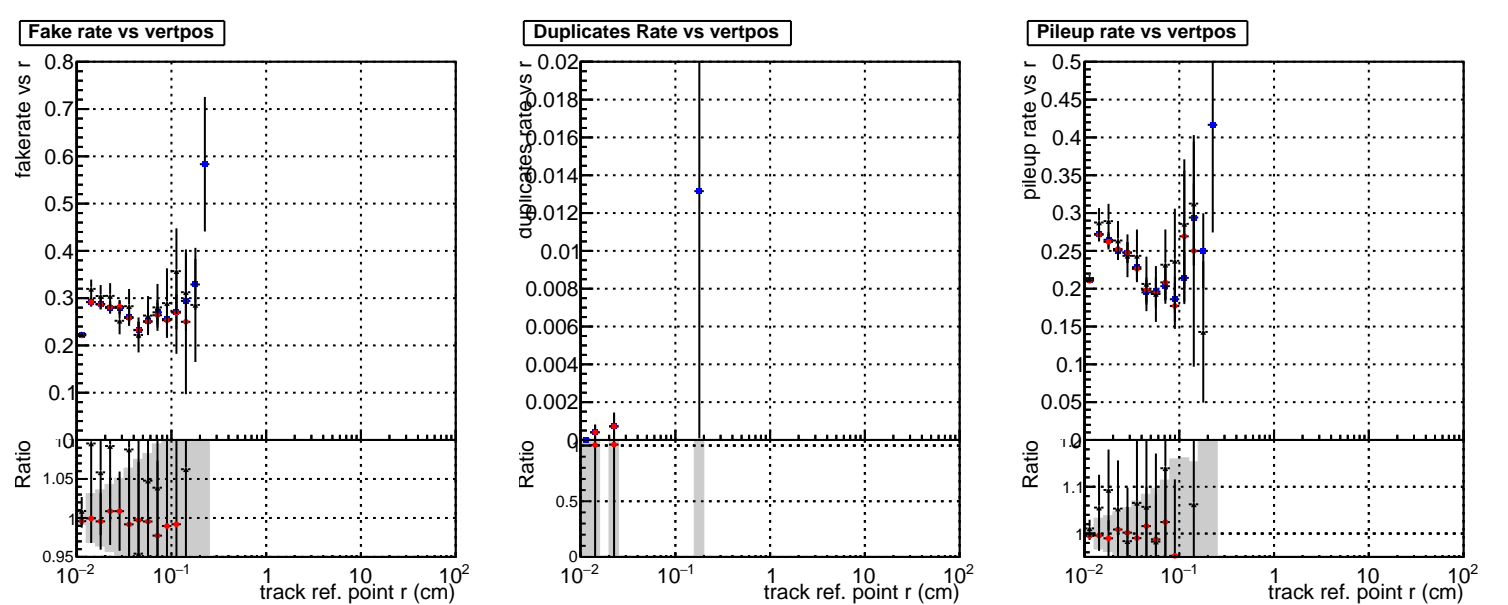 Fake rate vs vertpos
fakerate vs r
0.8
0.7
0.6
0.5
0.4
0.3
0.2
0.1
Ratio
1.05
1
0.95
10⁻² 10⁻¹ 1 10 10²
track ref. point r (cm)
Duplicates Rate vs vertpos
duplicates rate vs r
0.02
0.018
0.016
0.014
0.012
0.01
0.008
0.006
0.004
0.002
0
Ratio
1
0.5
0
10⁻² 10⁻¹ 1 10 10²
track ref. point r (cm)
Pileup rate vs vertpos
pileup rate vs r
0.5
0.45
0.4
0.35
0.3
0.25
0.2
0.15
0.1
0.05
Ratio
1.1
1
10⁻² 10⁻¹ 1 10 10²
track ref. point r (cm)